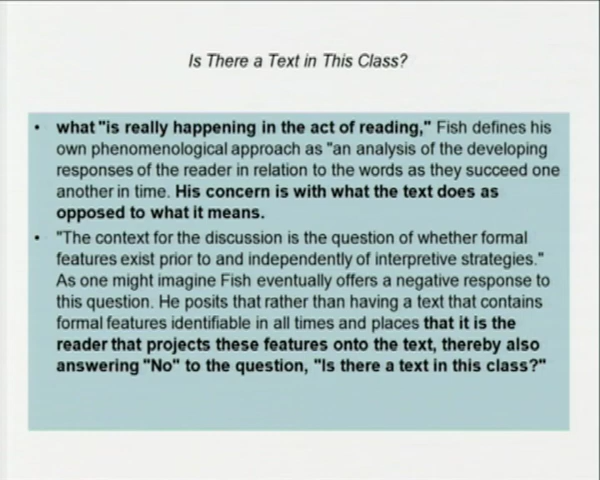 Is There a Text in This Class?
• what "is really happening in the act of reading," Fish defines his
own phenomenological approach as "an analysis of the developing
responses of the reader in relation to the words as they succeed one
another in time. His concern is with what the text does as
opposed to what it means.
• "The context for the discussion is the question of whether formal
features exist prior to and independently of interpretive strategies."
As one might imagine Fish eventually offers a negative response to
this question. He posits that rather than having a text that contains
formal features identifiable in all times and places that it is the
reader that projects these features onto the text, thereby also
answering "No" to the question, "Is there a text in this class?"